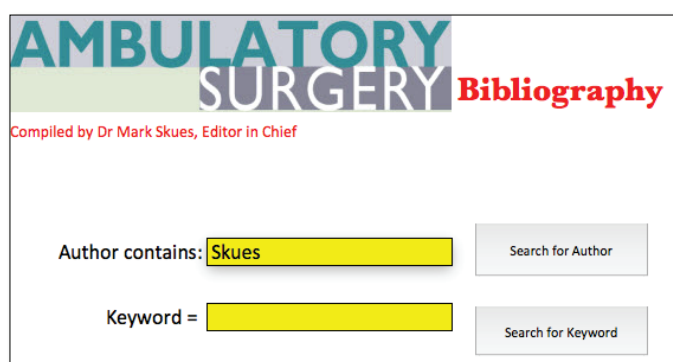 AMBULATORY
SURGERY Bibliography
Compiled by Dr Mark Skues, Editor in Chief
Author contains: Skues Search for Author
Keyword = Search for Keyword